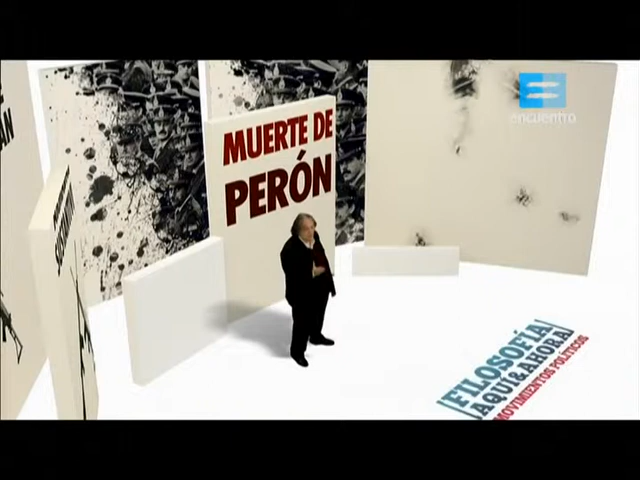 MUERTE DE
PERÓN
encuentro
FILOSOFÍA
AQUÍ&AHORA
MOVIMIENTOS POLÍTICOS